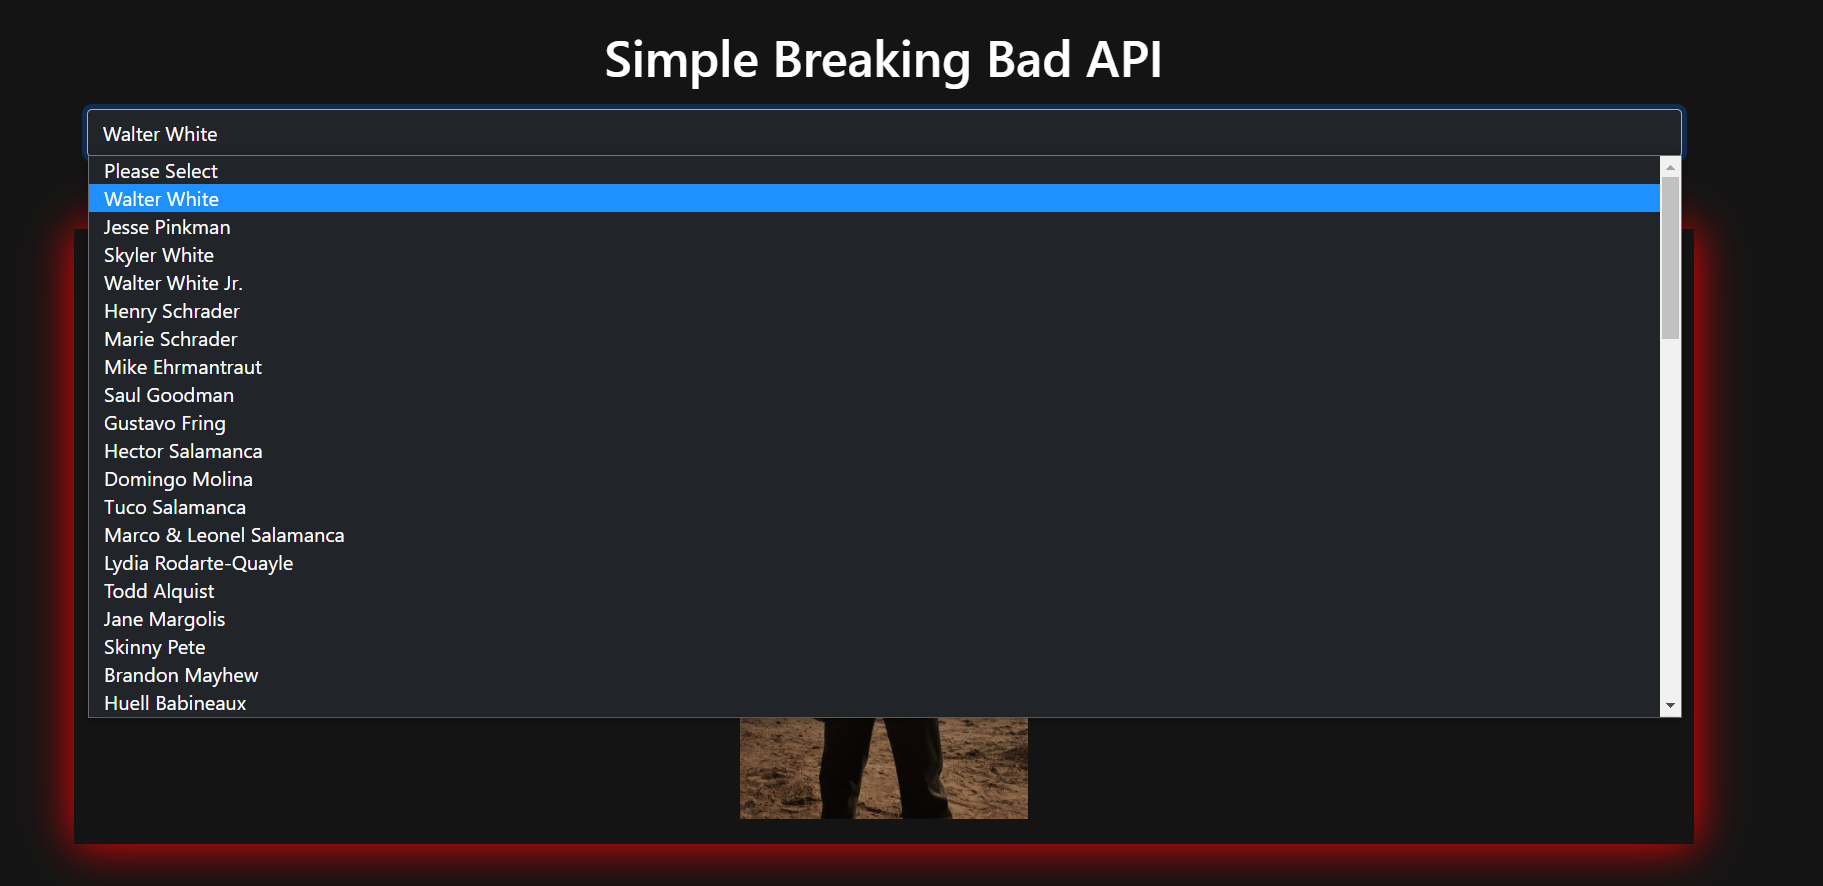 Simple Breaking Bad API
Walter White
Please Select
Walter White
Jesse Pinkman
Skyler White
Walter White Jr.
Henry Schrader
Marie Schrader
Mike Ehrmantraut
Saul Goodman
Gustavo Fring
Hector Salamanca
Domingo Molina
Tuco Salamanca
Marco & Leonel Salamanca
Lydia Rodarte-Quayle
Todd Alquist
Jane Margolis
Skinny Pete
Brandon Mayhew
Huell Babineaux